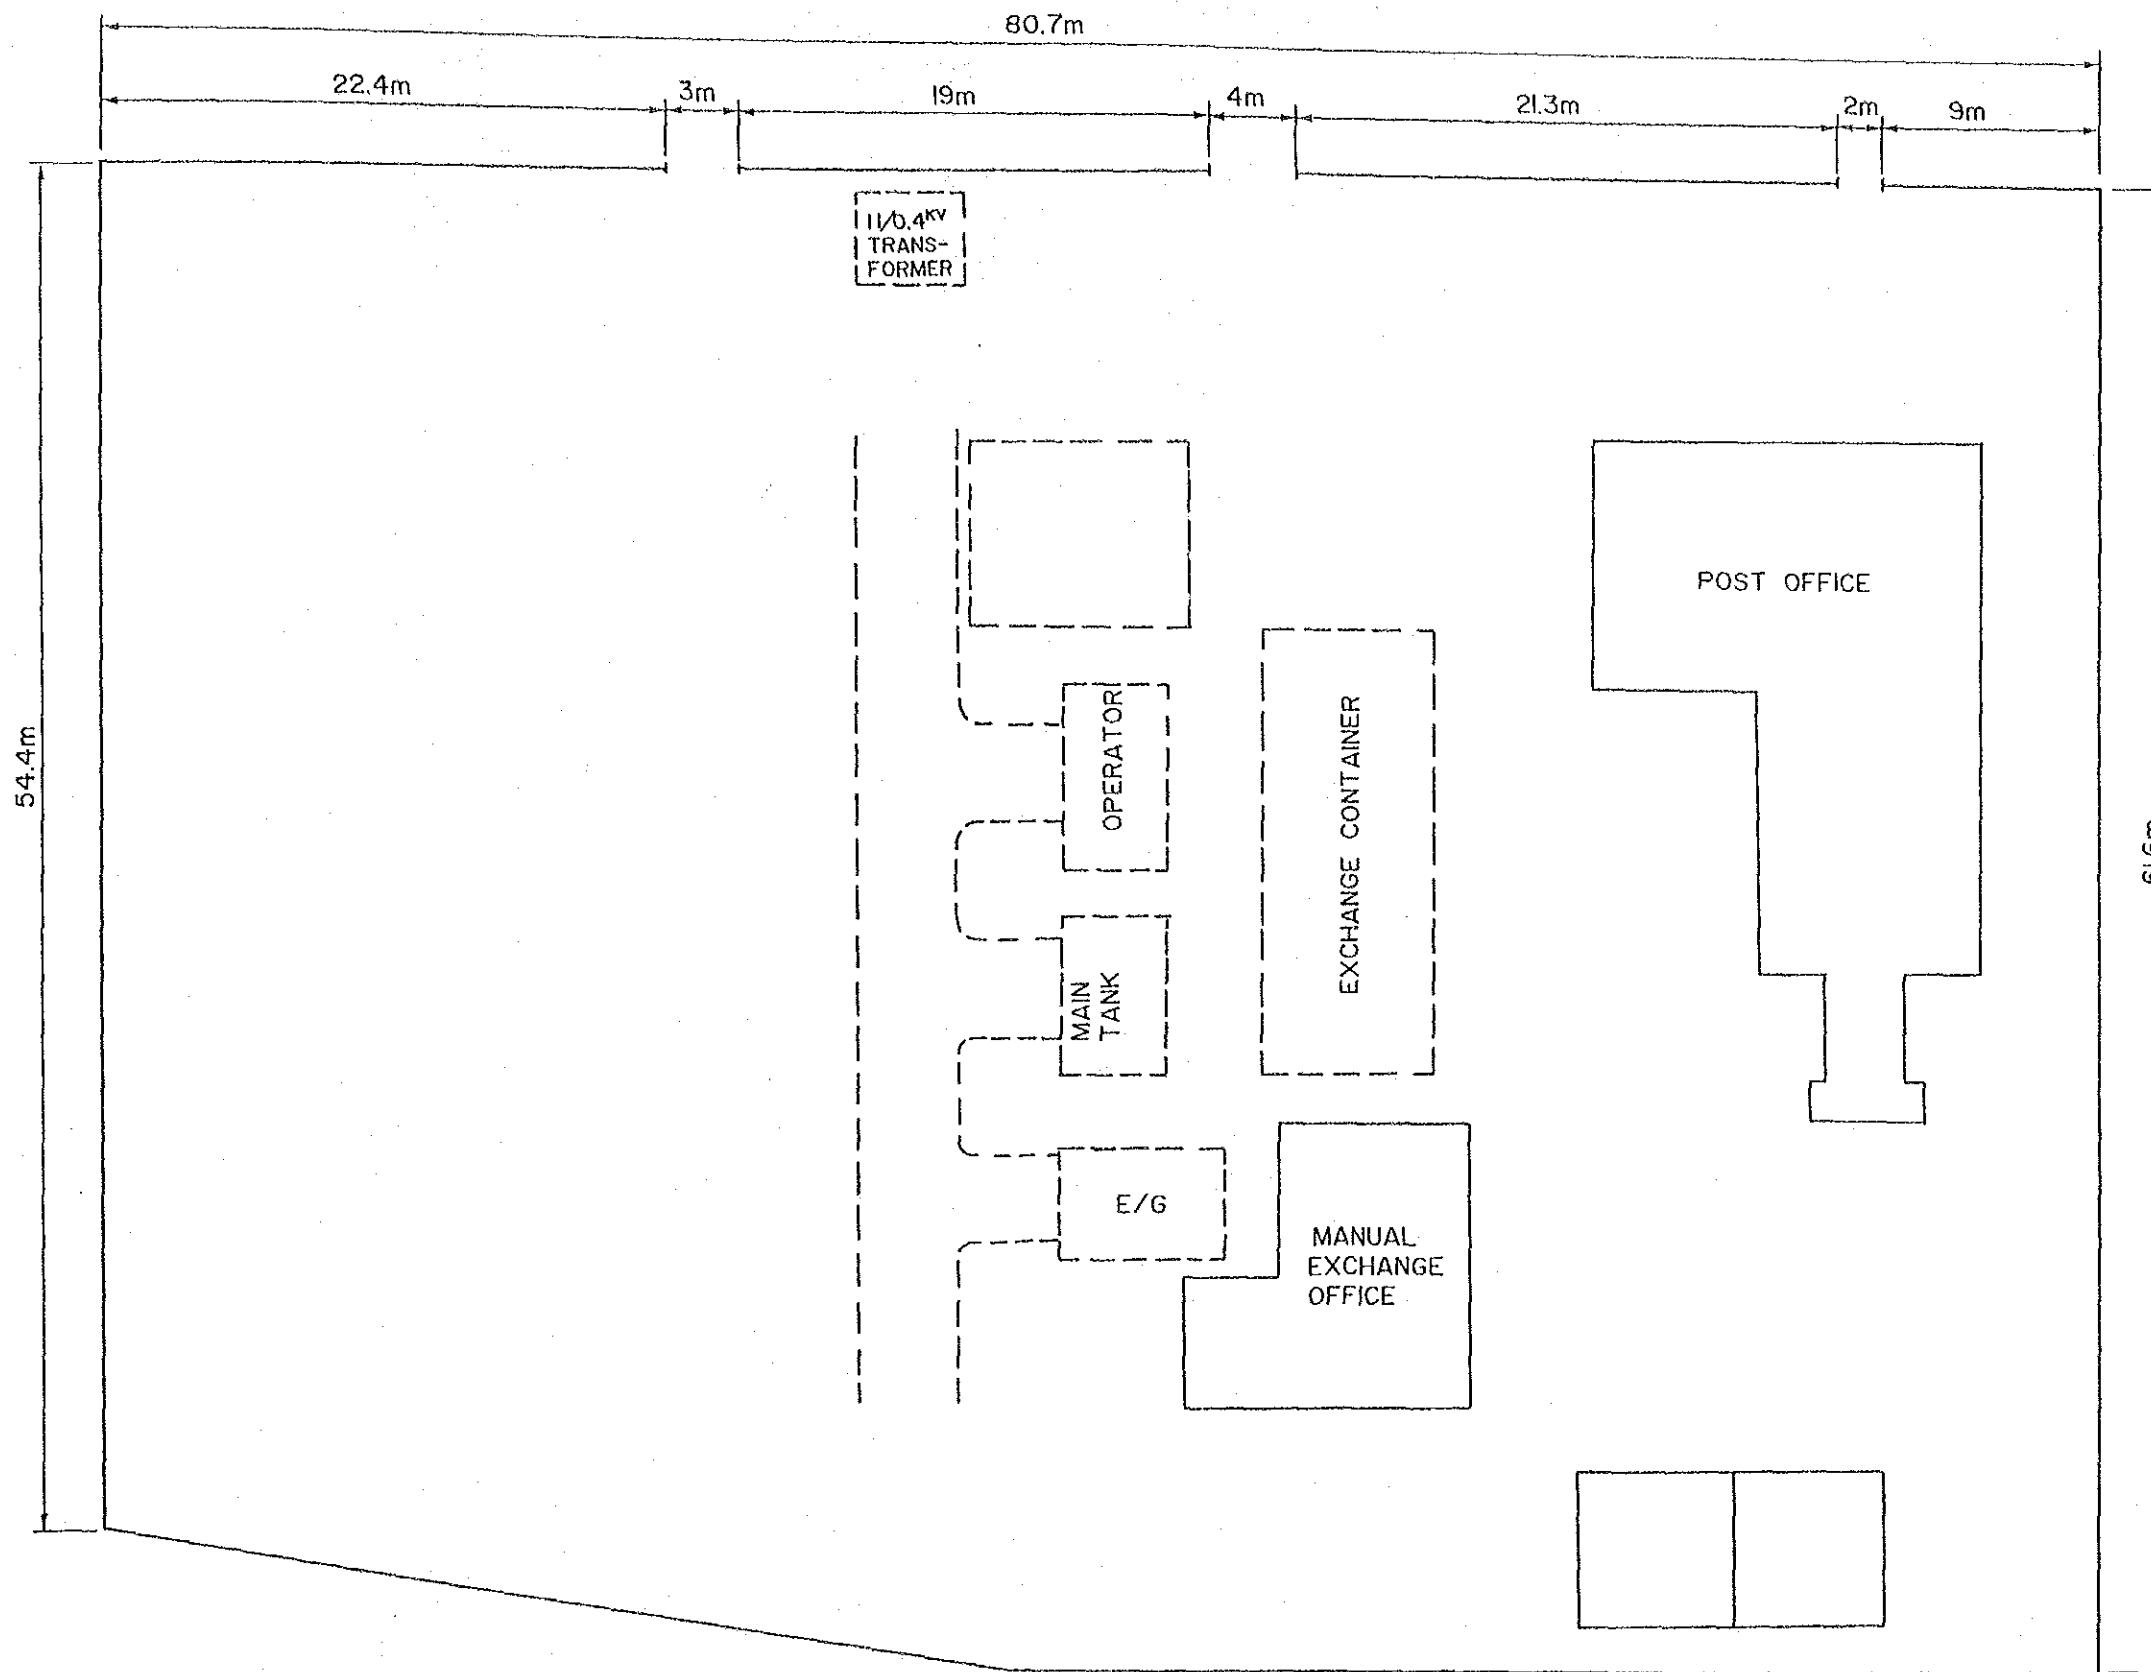 80.7m
22.4m
3m
19m
4m
21.3m
2m
9m
11/0.4KV
TRANS-
FORMER
POST OFFICE
OPERATOR
EXCHANGE CONTAINER
54.4m
MAIN
TANK
E/G
MANUAL
EXCHANGE
OFFICE